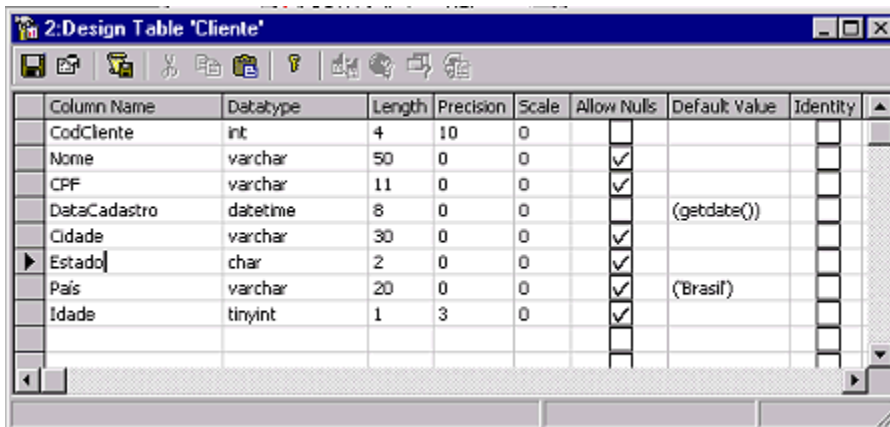 2:Design Table 'Cliente'
Column Name Datatype Length Precision Scale Allow Nulls Default Value Identity
CodCliente int 4 10 0
Nome varchar 50 0 0
CPF varchar 11 0 0
DataCadastro datetime 8 0 0 (getdate())
Cidade varchar 30 0 0
Estado char 2 0 0
País varchar 20 0 0 ('Brasil')
Idade tinyint 1 3 0